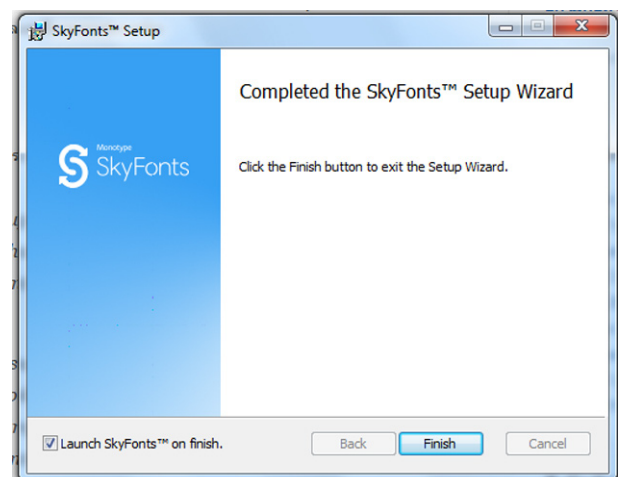 SkyFonts™ Setup
Completed the SkyFonts™ Setup Wizard
Monotype
SkyFonts
Click the Finish button to exit the Setup Wizard.
Launch SkyFonts™ on finish.
Back
Finish
Cancel